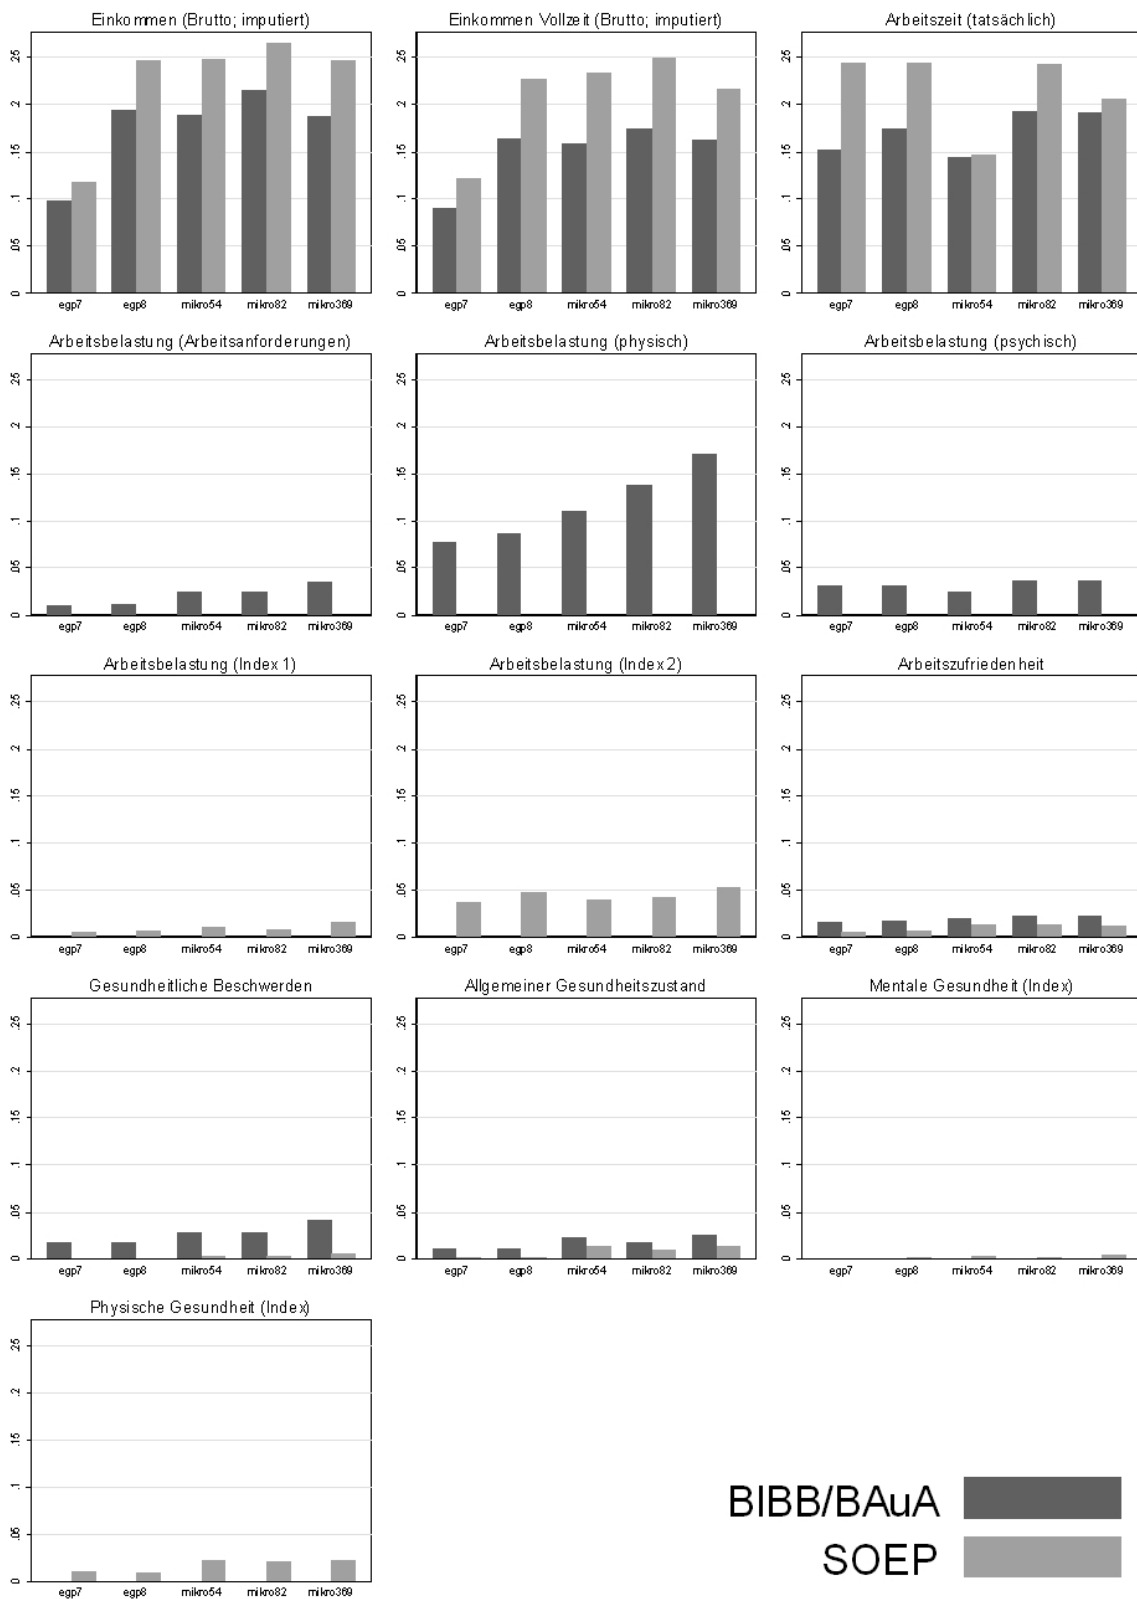 Einkommen (Brutto; imputiert)
Einkommen Vollzeit (Brutto; imputiert)
Arbeitszeit (tatsächlich)
.25
.2
.15
.1
.05
0
egp7 egp8 mikro54 mikro82 mikro369
.25
.2
.15
.1
.05
0
egp7 egp8 mikro54 mikro82 mikro369
.25
.2
.15
.1
.05
0
egp7 egp8 mikro54 mikro82 mikro369
Arbeitsbelastung (Arbeitsanforderungen)
Arbeitsbelastung (physisch)
Arbeitsbelastung (psychisch)
.25
.2
.15
.1
.05
0
egp7 egp8 mikro54 mikro82 mikro369
.25
.2
.15
.1
.05
0
egp7 egp8 mikro54 mikro82 mikro369
.25
.2
.15
.1
.05
0
egp7 egp8 mikro54 mikro82 mikro369
Arbeitsbelastung (Index 1)
Arbeitsbelastung (Index 2)
Arbeitszufriedenheit
.25
.2
.15
.1
.05
0
egp7 egp8 mikro54 mikro82 mikro369
.25
.2
.15
.1
.05
0
egp7 egp8 mikro54 mikro82 mikro369
.25
.2
.15
.1
.05
0
egp7 egp8 mikro54 mikro82 mikro369
Gesundheitliche Beschwerden
Allgemeiner Gesundheitszustand
Mentale Gesundheit (Index)
.25
.2
.15
.1
.05
0
egp7 egp8 mikro54 mikro82 mikro369
.25
.2
.15
.1
.05
0
egp7 egp8 mikro54 mikro82 mikro369
.25
.2
.15
.1
.05
0
egp7 egp8 mikro54 mikro82 mikro369
Physische Gesundheit (Index)
.25
.2
.15
.1
.05
0
egp7 egp8 mikro54 mikro82 mikro369
BIBB/BAuA
SOEP